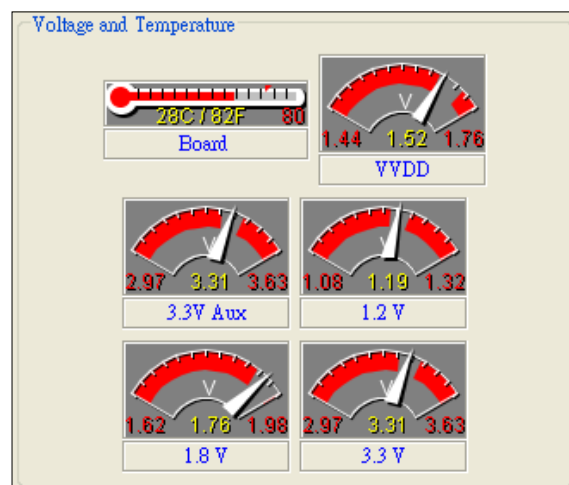 Voltage and Temperature
28C / 82F 80
Board
V
1.44 1.52 1.76
VVDD
V
2.97 3.31 3.63
3.3V Aux
V
1.08 1.19 1.32
1.2 V
V
1.62 1.76 1.98
1.8 V
V
2.97 3.31 3.63
3.3 V